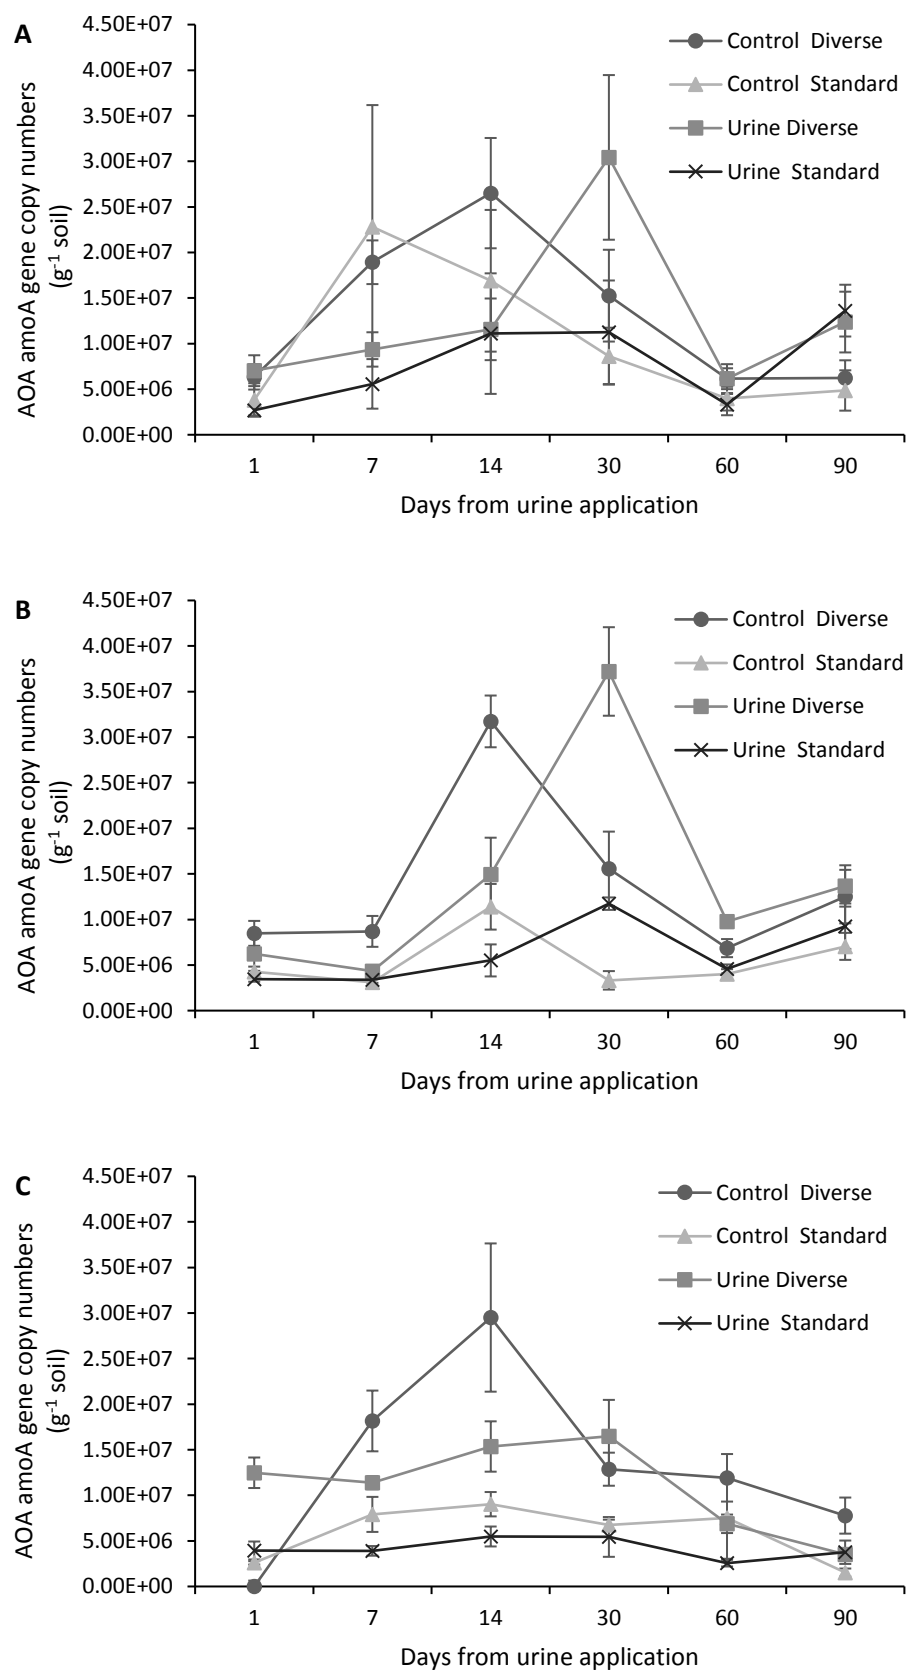 A
AOA amoA gene copy numbers
(g-1 soil)
4.50E+07
4.00E+07
3.50E+07
3.00E+07
2.50E+07
2.00E+07
1.50E+07
1.00E+07
5.00E+06
0.00E+00
Control Diverse
Control Standard
Urine Diverse
Urine Standard
1 7 14 30 60 90
Days from urine application
B
AOA amoA gene copy numbers
(g-1 soil)
4.50E+07
4.00E+07
3.50E+07
3.00E+07
2.50E+07
2.00E+07
1.50E+07
1.00E+07
5.00E+06
0.00E+00
Control Diverse
Control Standard
Urine Diverse
Urine Standard
1 7 14 30 60 90
Days from urine application
C
AOA amoA gene copy numbers
(g-1 soil)
4.50E+07
4.00E+07
3.50E+07
3.00E+07
2.50E+07
2.00E+07
1.50E+07
1.00E+07
5.00E+06
0.00E+00
Control Diverse
Control Standard
Urine Diverse
Urine Standard
1 7 14 30 60 90
Days from urine application